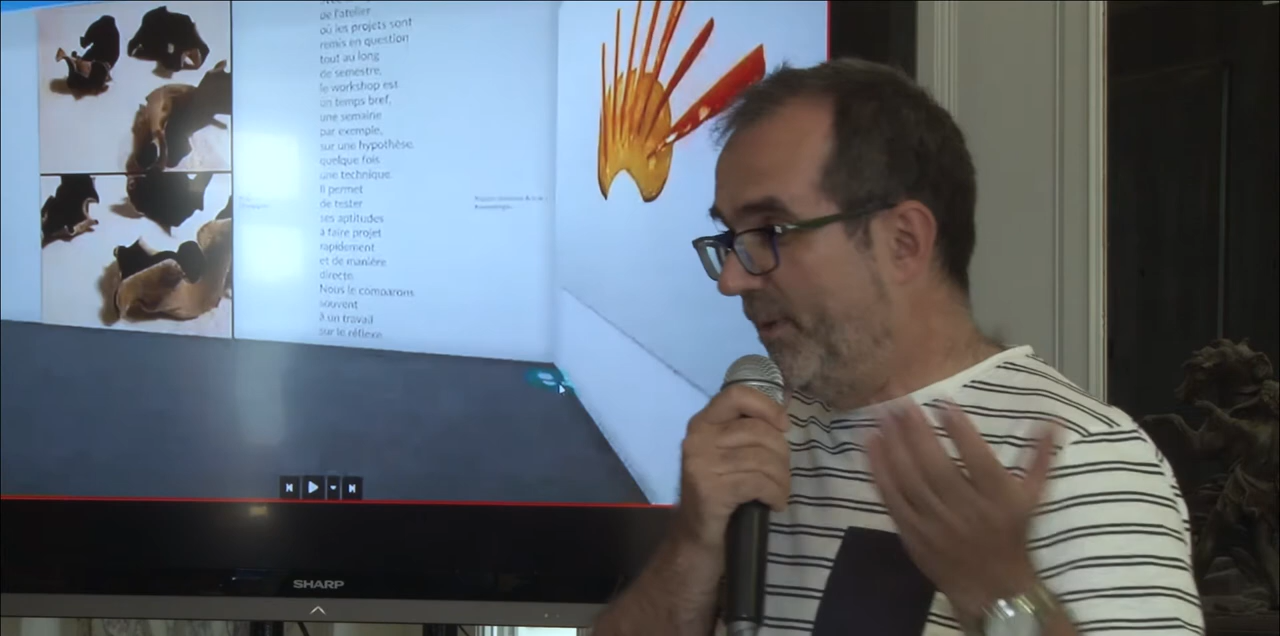 de l'atelier
où les projets sont
remis en question
tout au long
de semestre,
le workshop est
un temps bref,
une semaine
par exemple,
sur une hypothèse,
quelque fois
une technique.
Il permet
de tester
ses aptitudes
à faire projet
rapidement
et de manière
directe.
Nous le comparons
souvent
à un travail
sur le réflexe
SHARP